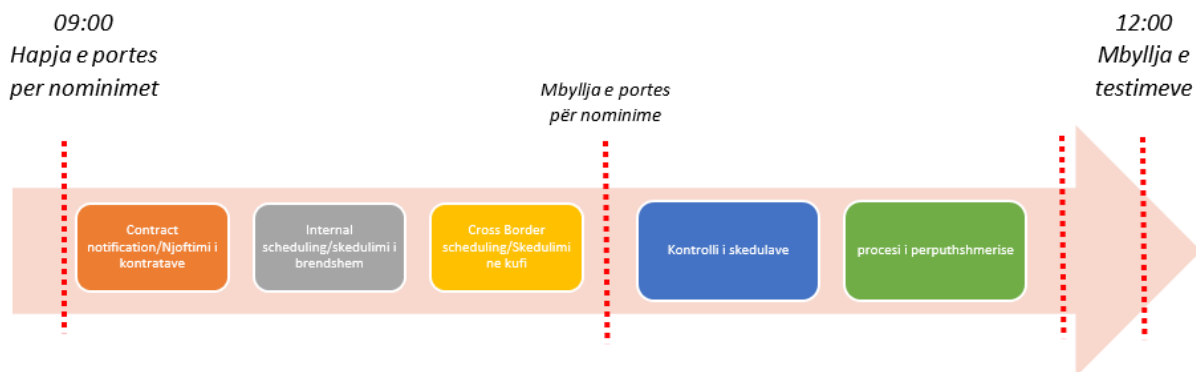 09:00
Hapja e portes
per nominimet
Mbyllja e portes
për nominime
12:00
Mbyllja e
testimeve
Contract
notification/Njoftimi i
kontratave
Internal
scheduling/skedulimi i
brendshem
Cross Border
scheduling/Skedulimi
ne kufi
Kontrolli i skedulave
procesi i perputhshmerise